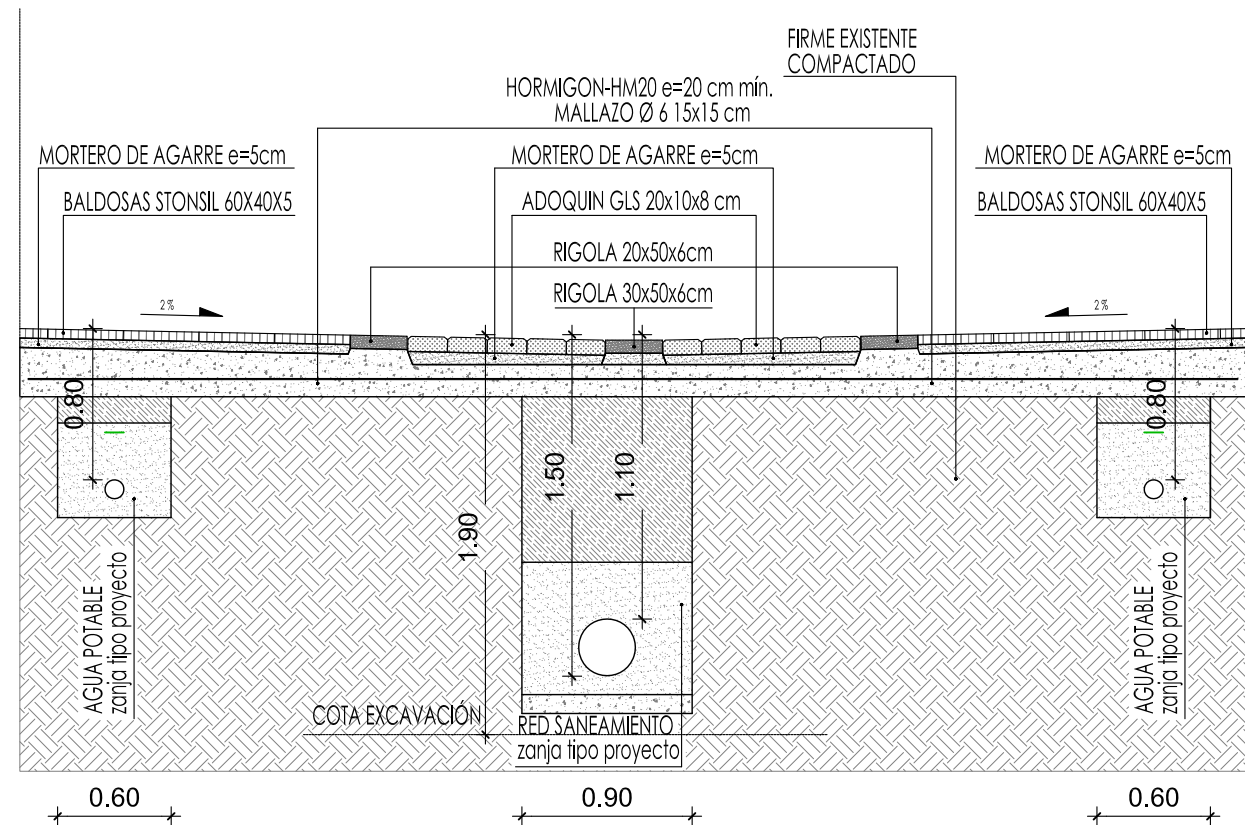 FIRME EXISTENTE
COMPACTADO
HORMIGON-HM20 e=20 cm mín.
MALLAZO Ø 6 15x15 cm
MORTERO DE AGARRE e=5cm
MORTERO DE AGARRE e=5cm
MORTERO DE AGARRE e=5cm
BALDOSAS STONSIL 60X40X5
ADOQUIN GLS 20x10x8 cm
BALDOSAS STONSIL 60X40X5
RIGOLA 20x50x6cm
RIGOLA 30x50x6cm
2%
2%
0.80
1.90
1.50
1.10
0.80
AGUA POTABLE
zanja tipo proyecto
COTA EXCAVACIÓN
RED SANEAMIENTO
zanja tipo proyecto
AGUA POTABLE
zanja tipo proyecto
0.60
0.90
0.60